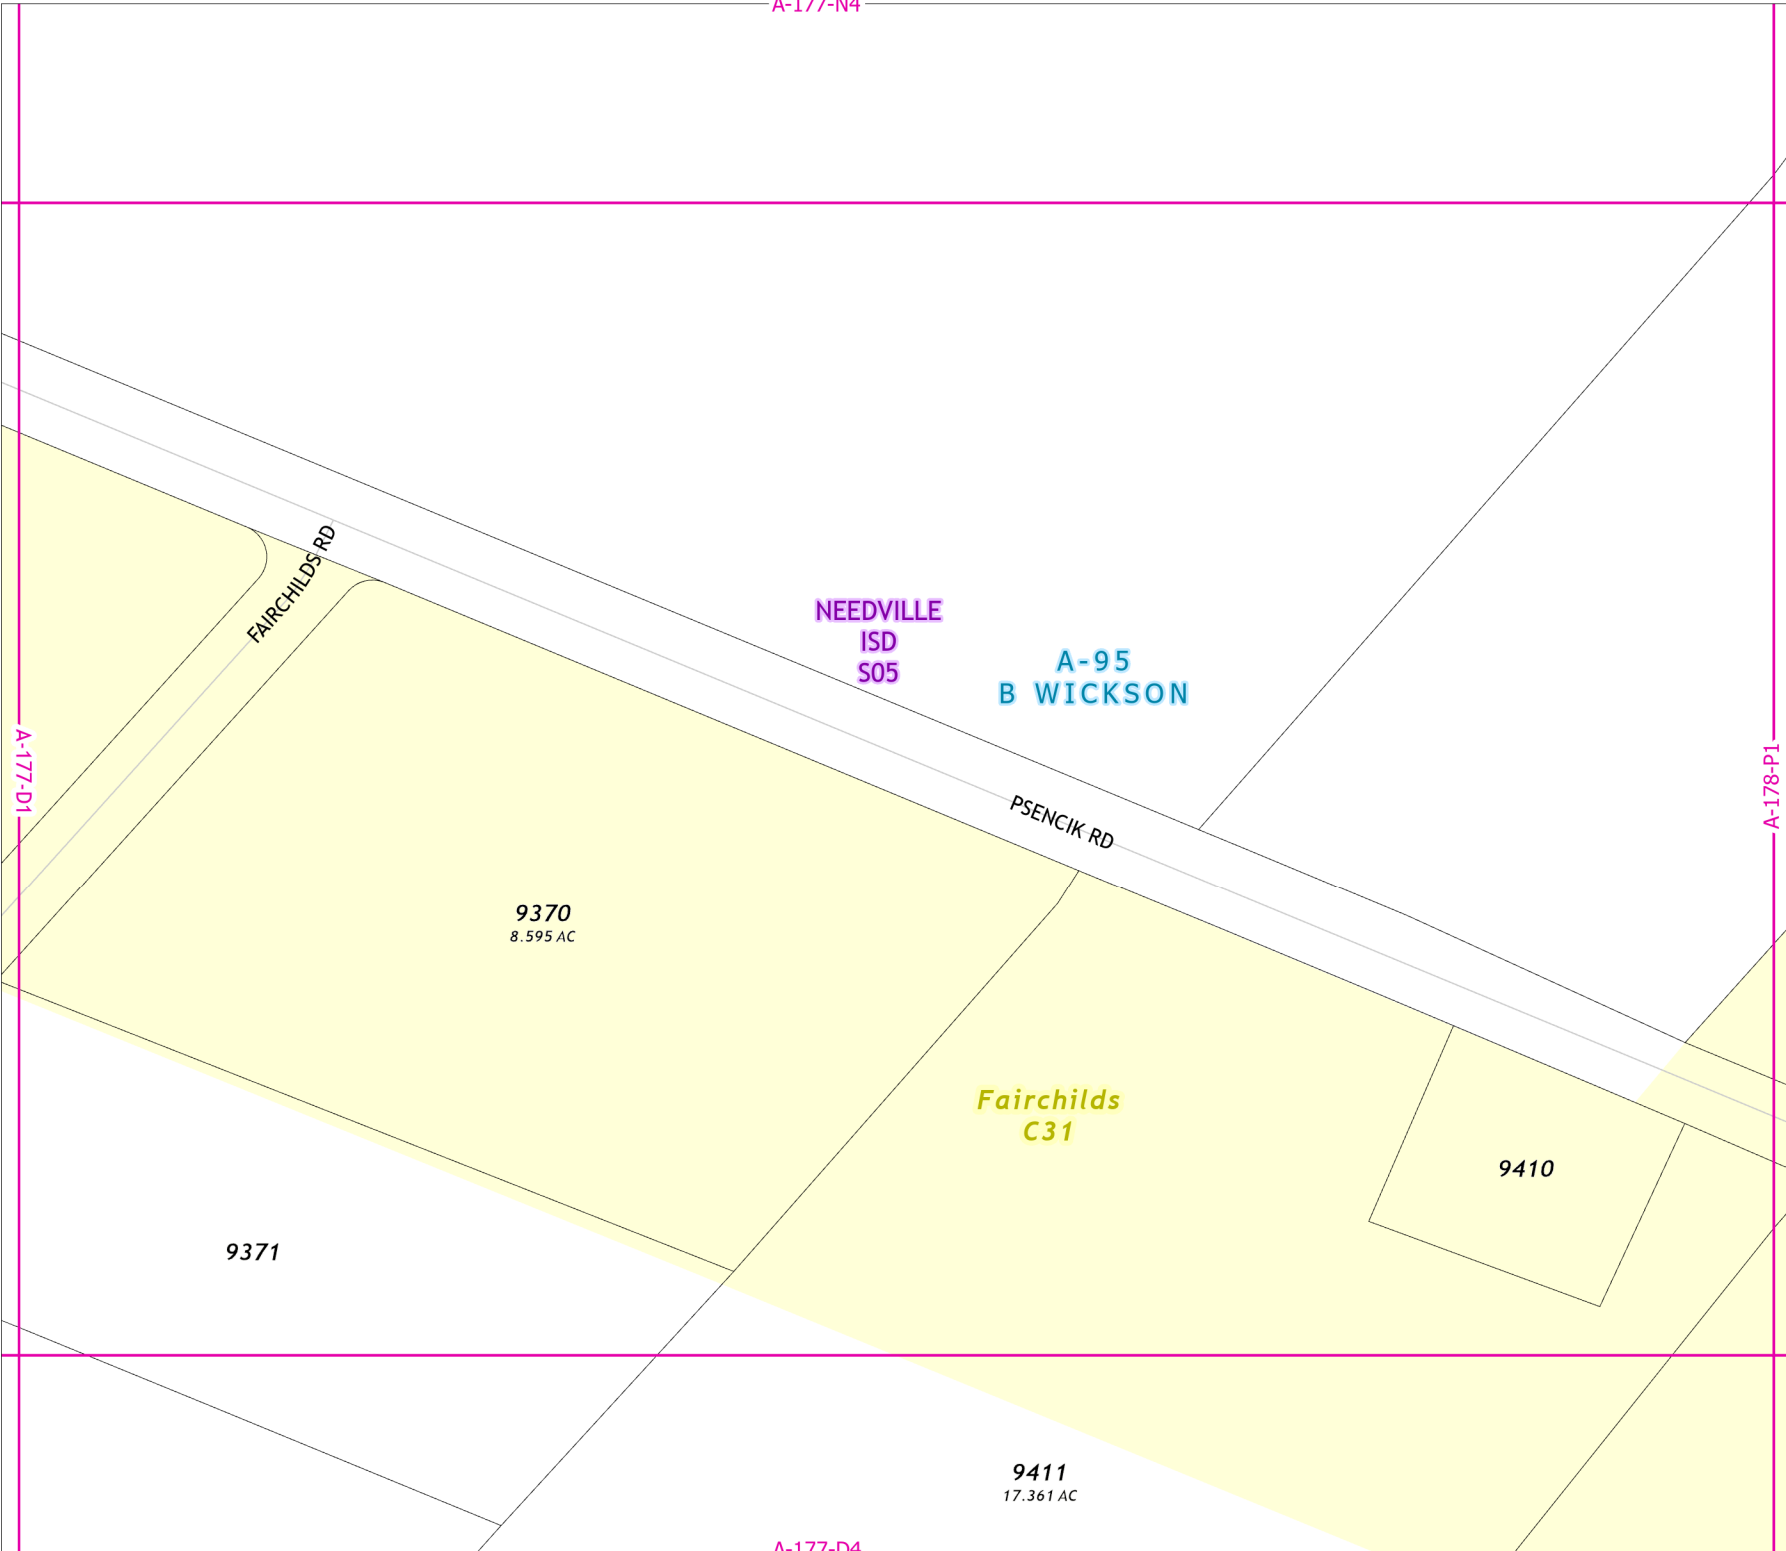 A-177-N4
FAIRCHILDS RD
NEEDVILLE
ISD
S05
A-95
B WICKSON
A-177-D1
A-178-P1
PSENCIK RD
9370
8.595 AC
Fairchilds
C31
9410
9371
9411
17.361 AC
A-177-D4